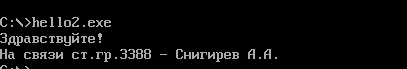 C:\>hello2.exe
Здравствуйте!
На связи ст.гр.3388 - Снигирев А.А.
C:\>